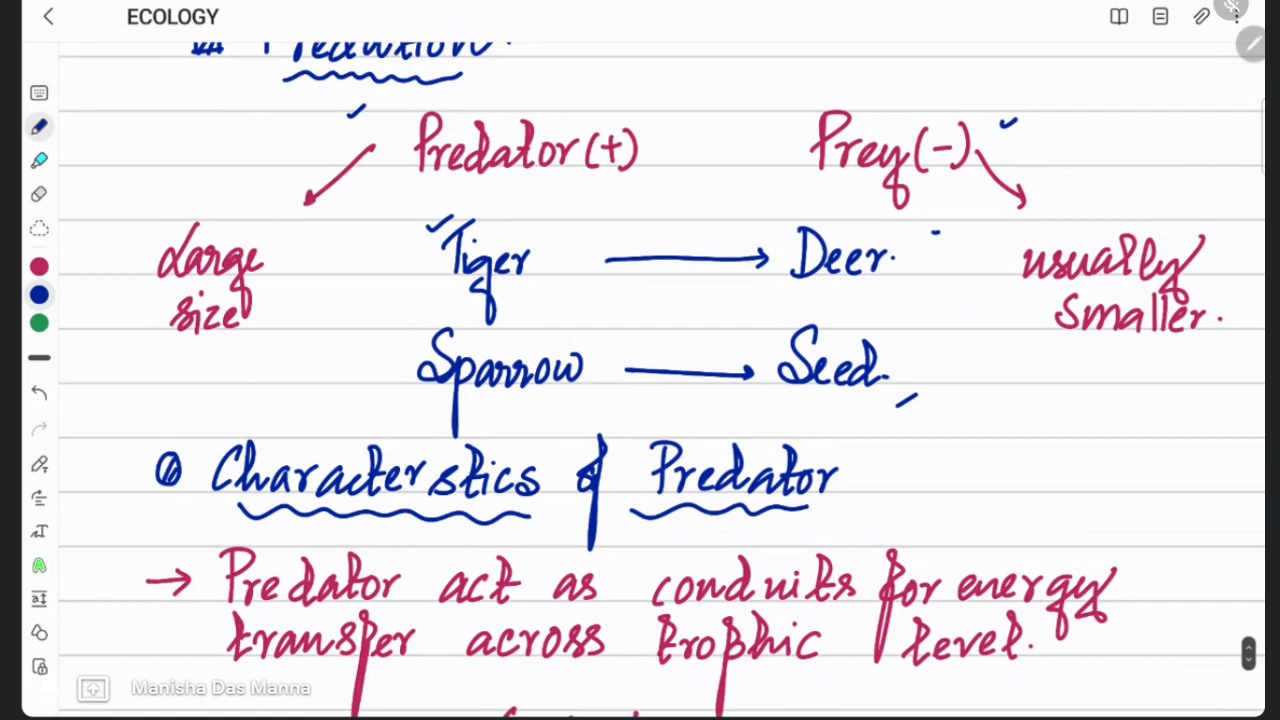 ECOLOGY
Predation
Predator (+) Prey (-)
Large size
Tiger → Deer.
usually smaller.
Sparrow → Seed.
Characterstics of Predator
→ Predator act as conduits for energy
transfer across trophic level.
Manisha Das Manna